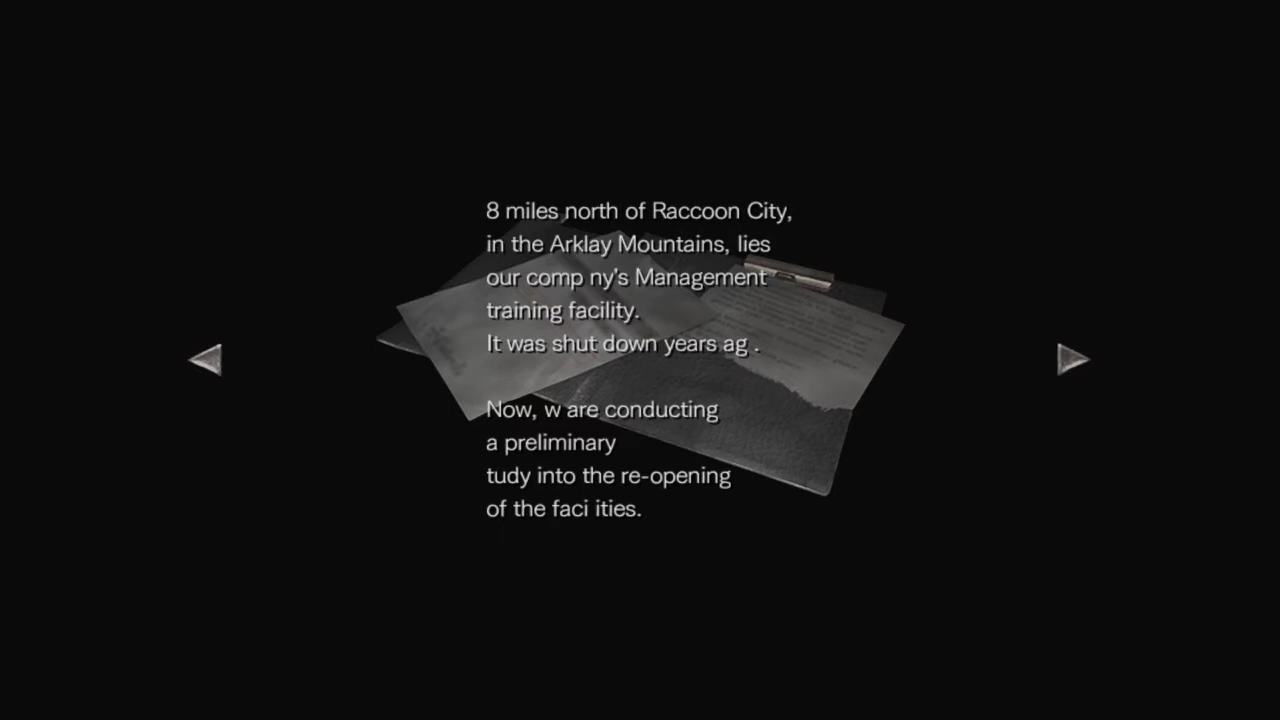 8 miles north of Raccoon City,
in the Arklay Mountains, lies
our comp ny's Management
training facility.
It was shut down years ag .
Now, w are conducting
a preliminary
tudy into the re-opening
of the faci ities.